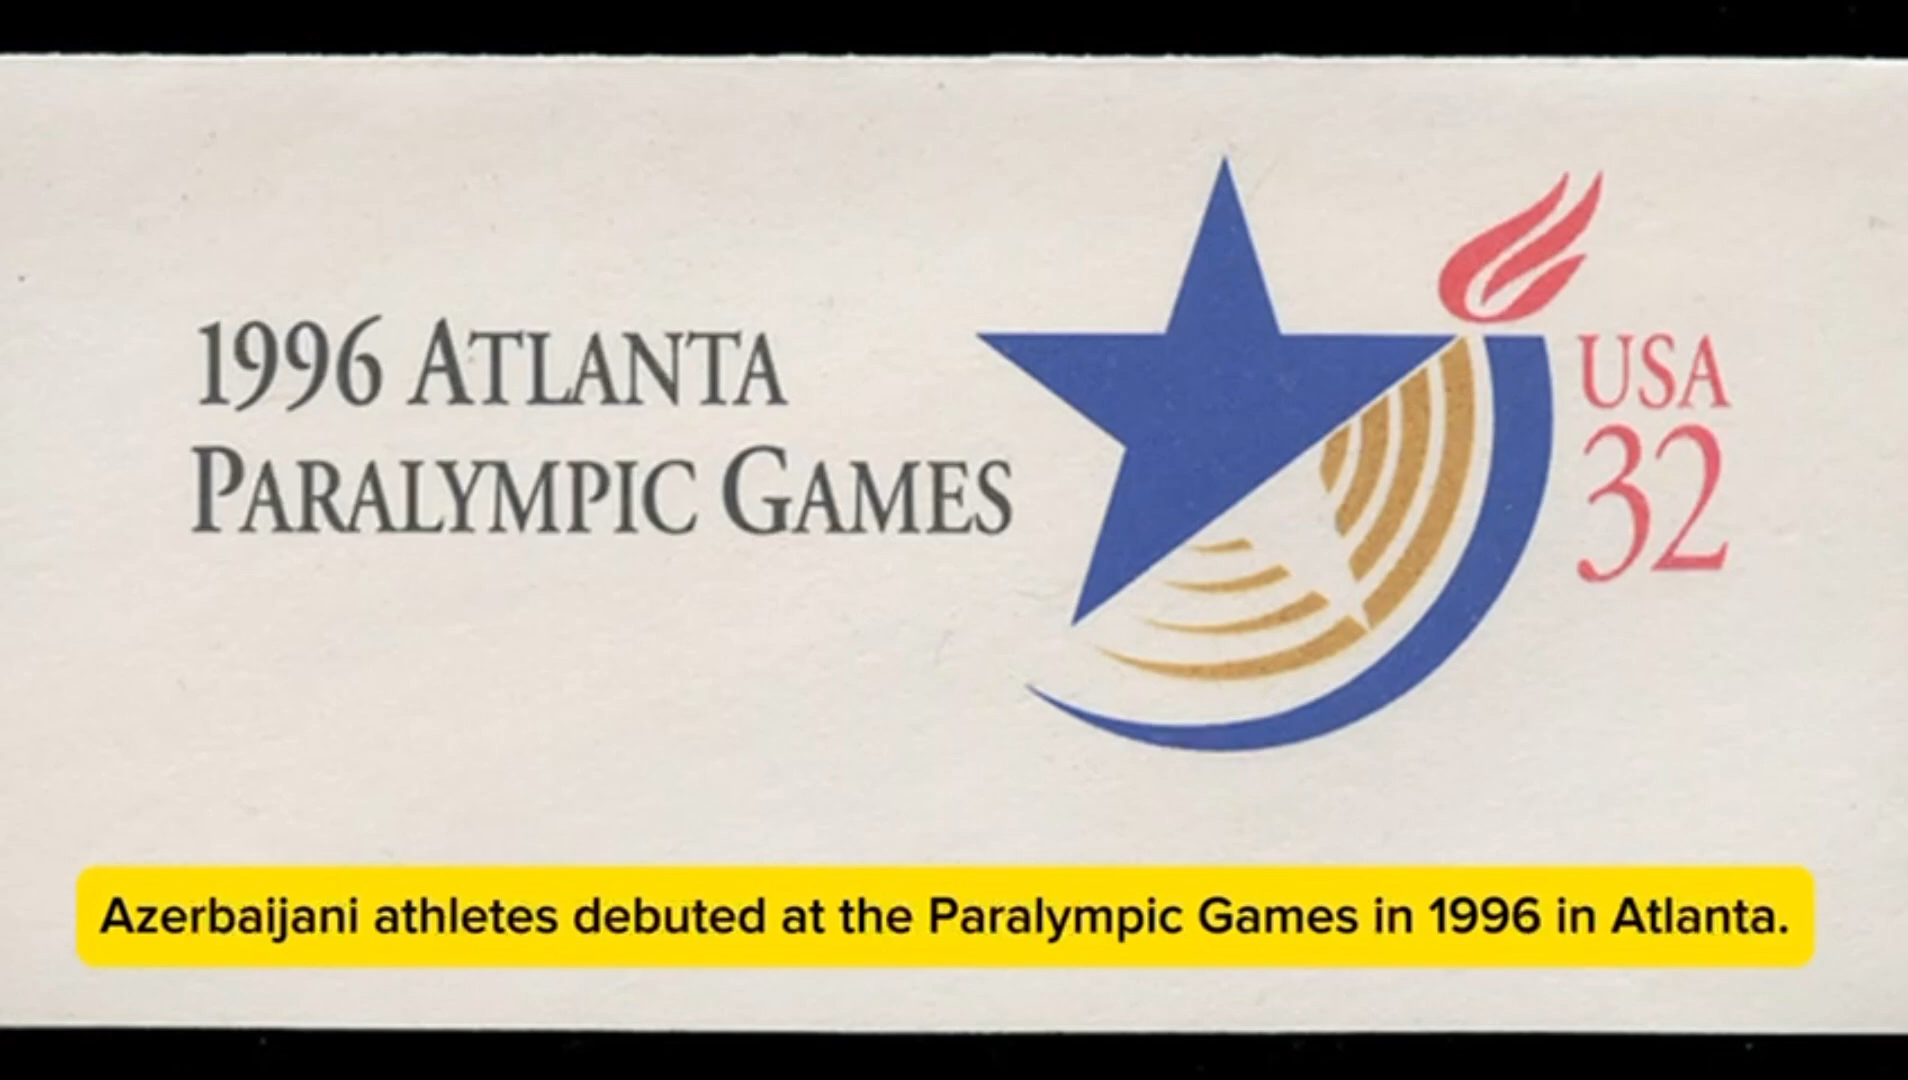 1996 ATLANTA
PARALYMPIC GAMES
USA
32
Azerbaijani athletes debuted at the Paralympic Games in 1996 in Atlanta.